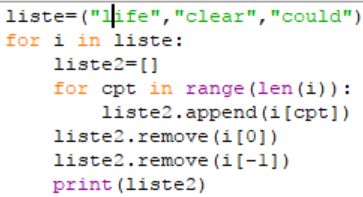 liste=("life","clear","could")
for i in liste:
    liste2=[]
    for cpt in range(len(i)):
        liste2.append(i[cpt])
    liste2.remove(i[0])
    liste2.remove(i[-1])
    print(liste2)